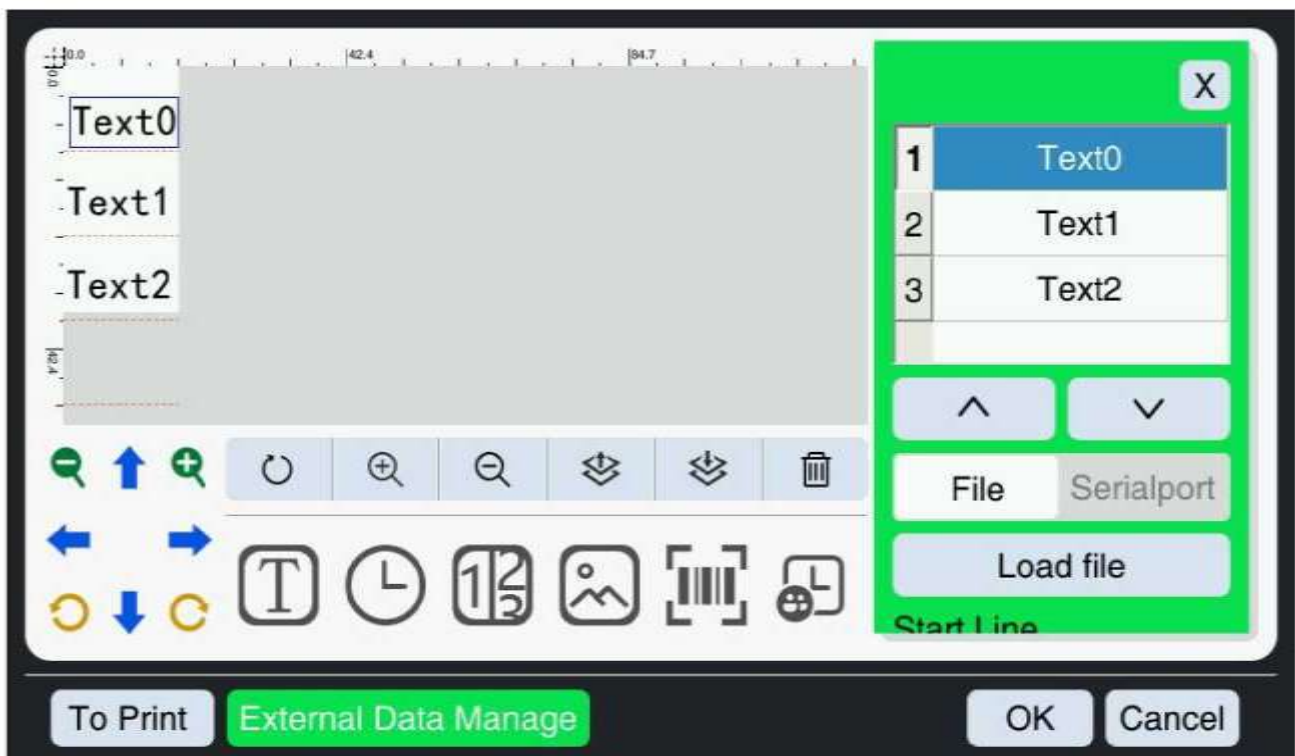 0.0 42.4 84.7
0.0
Text0
Text1
Text2
42.4
X
1 Text0
2 Text1
3 Text2
File Serialport
Load file
Start Line
T 123
To Print External Data Manage OK Cancel